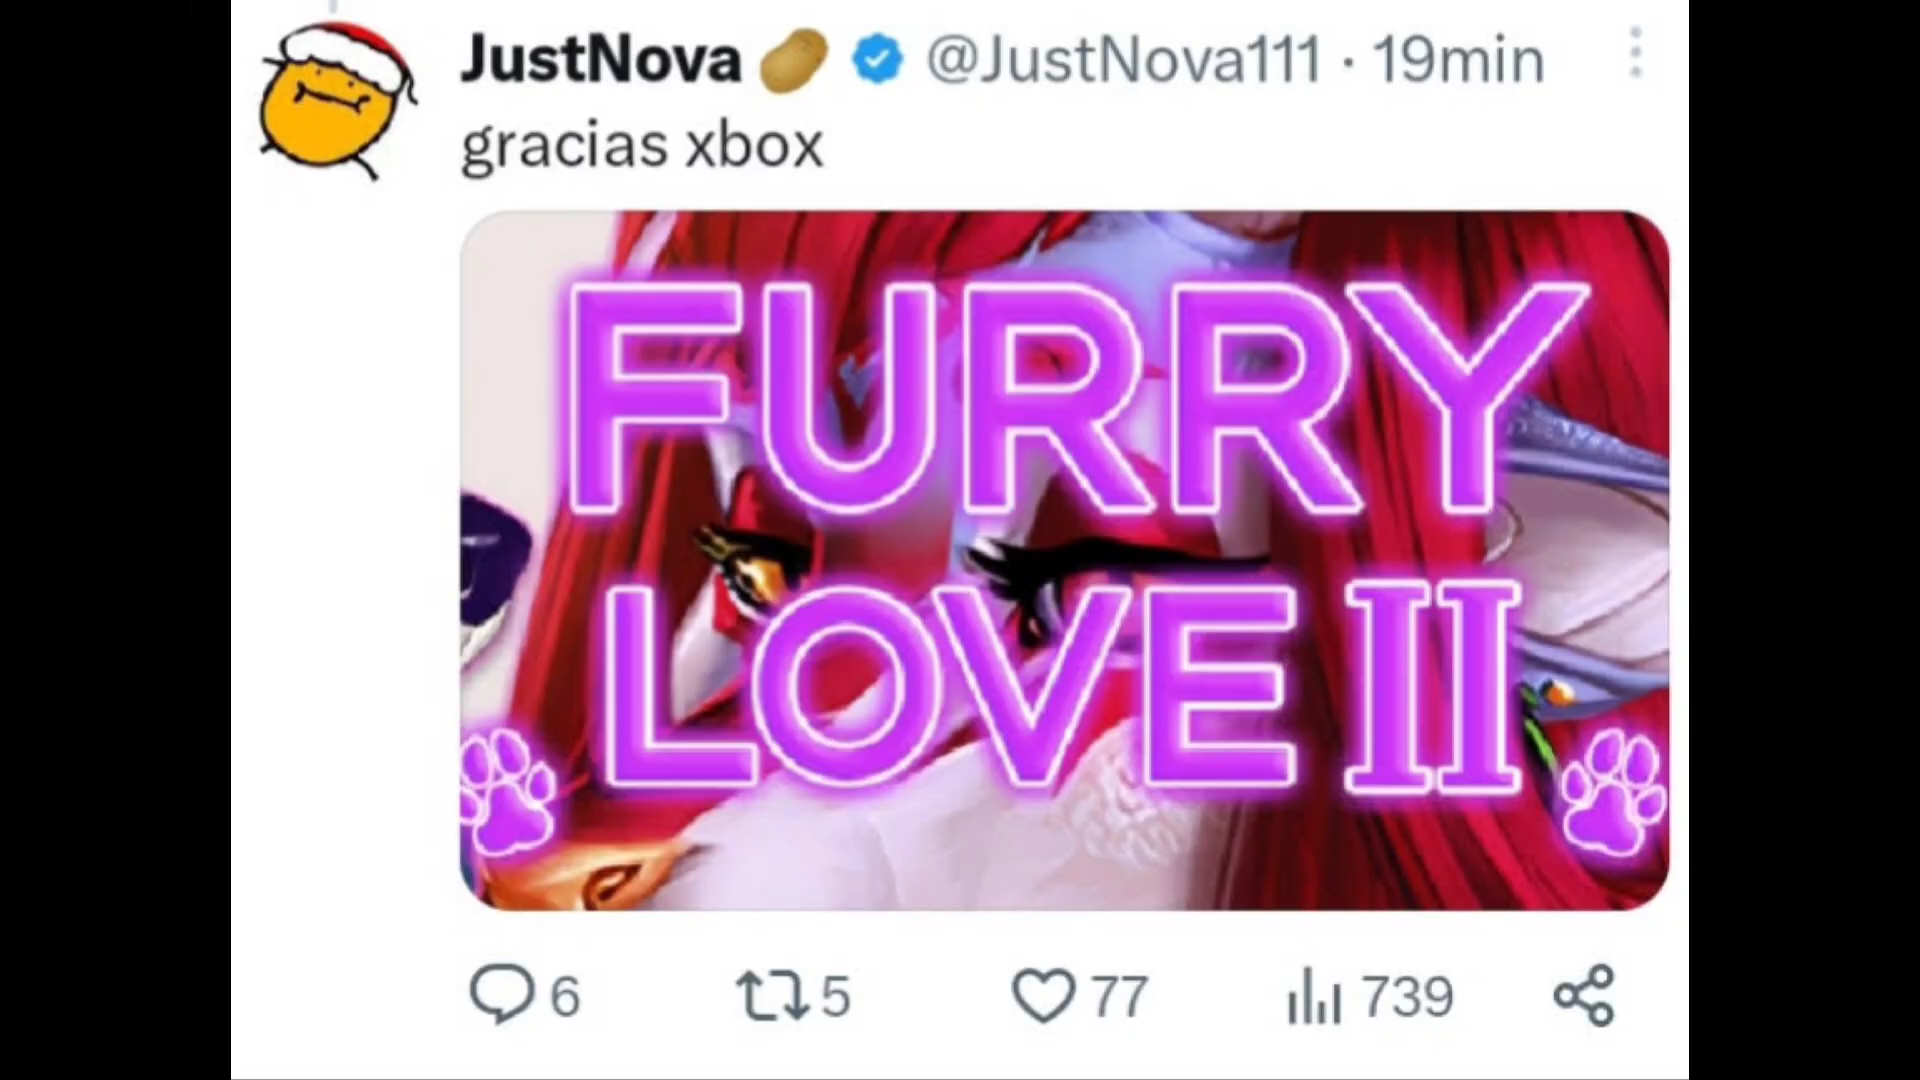 JustNova 🥔 @JustNova111 · 19min
gracias xbox
FURRY
LOVE II
6 5 77 739